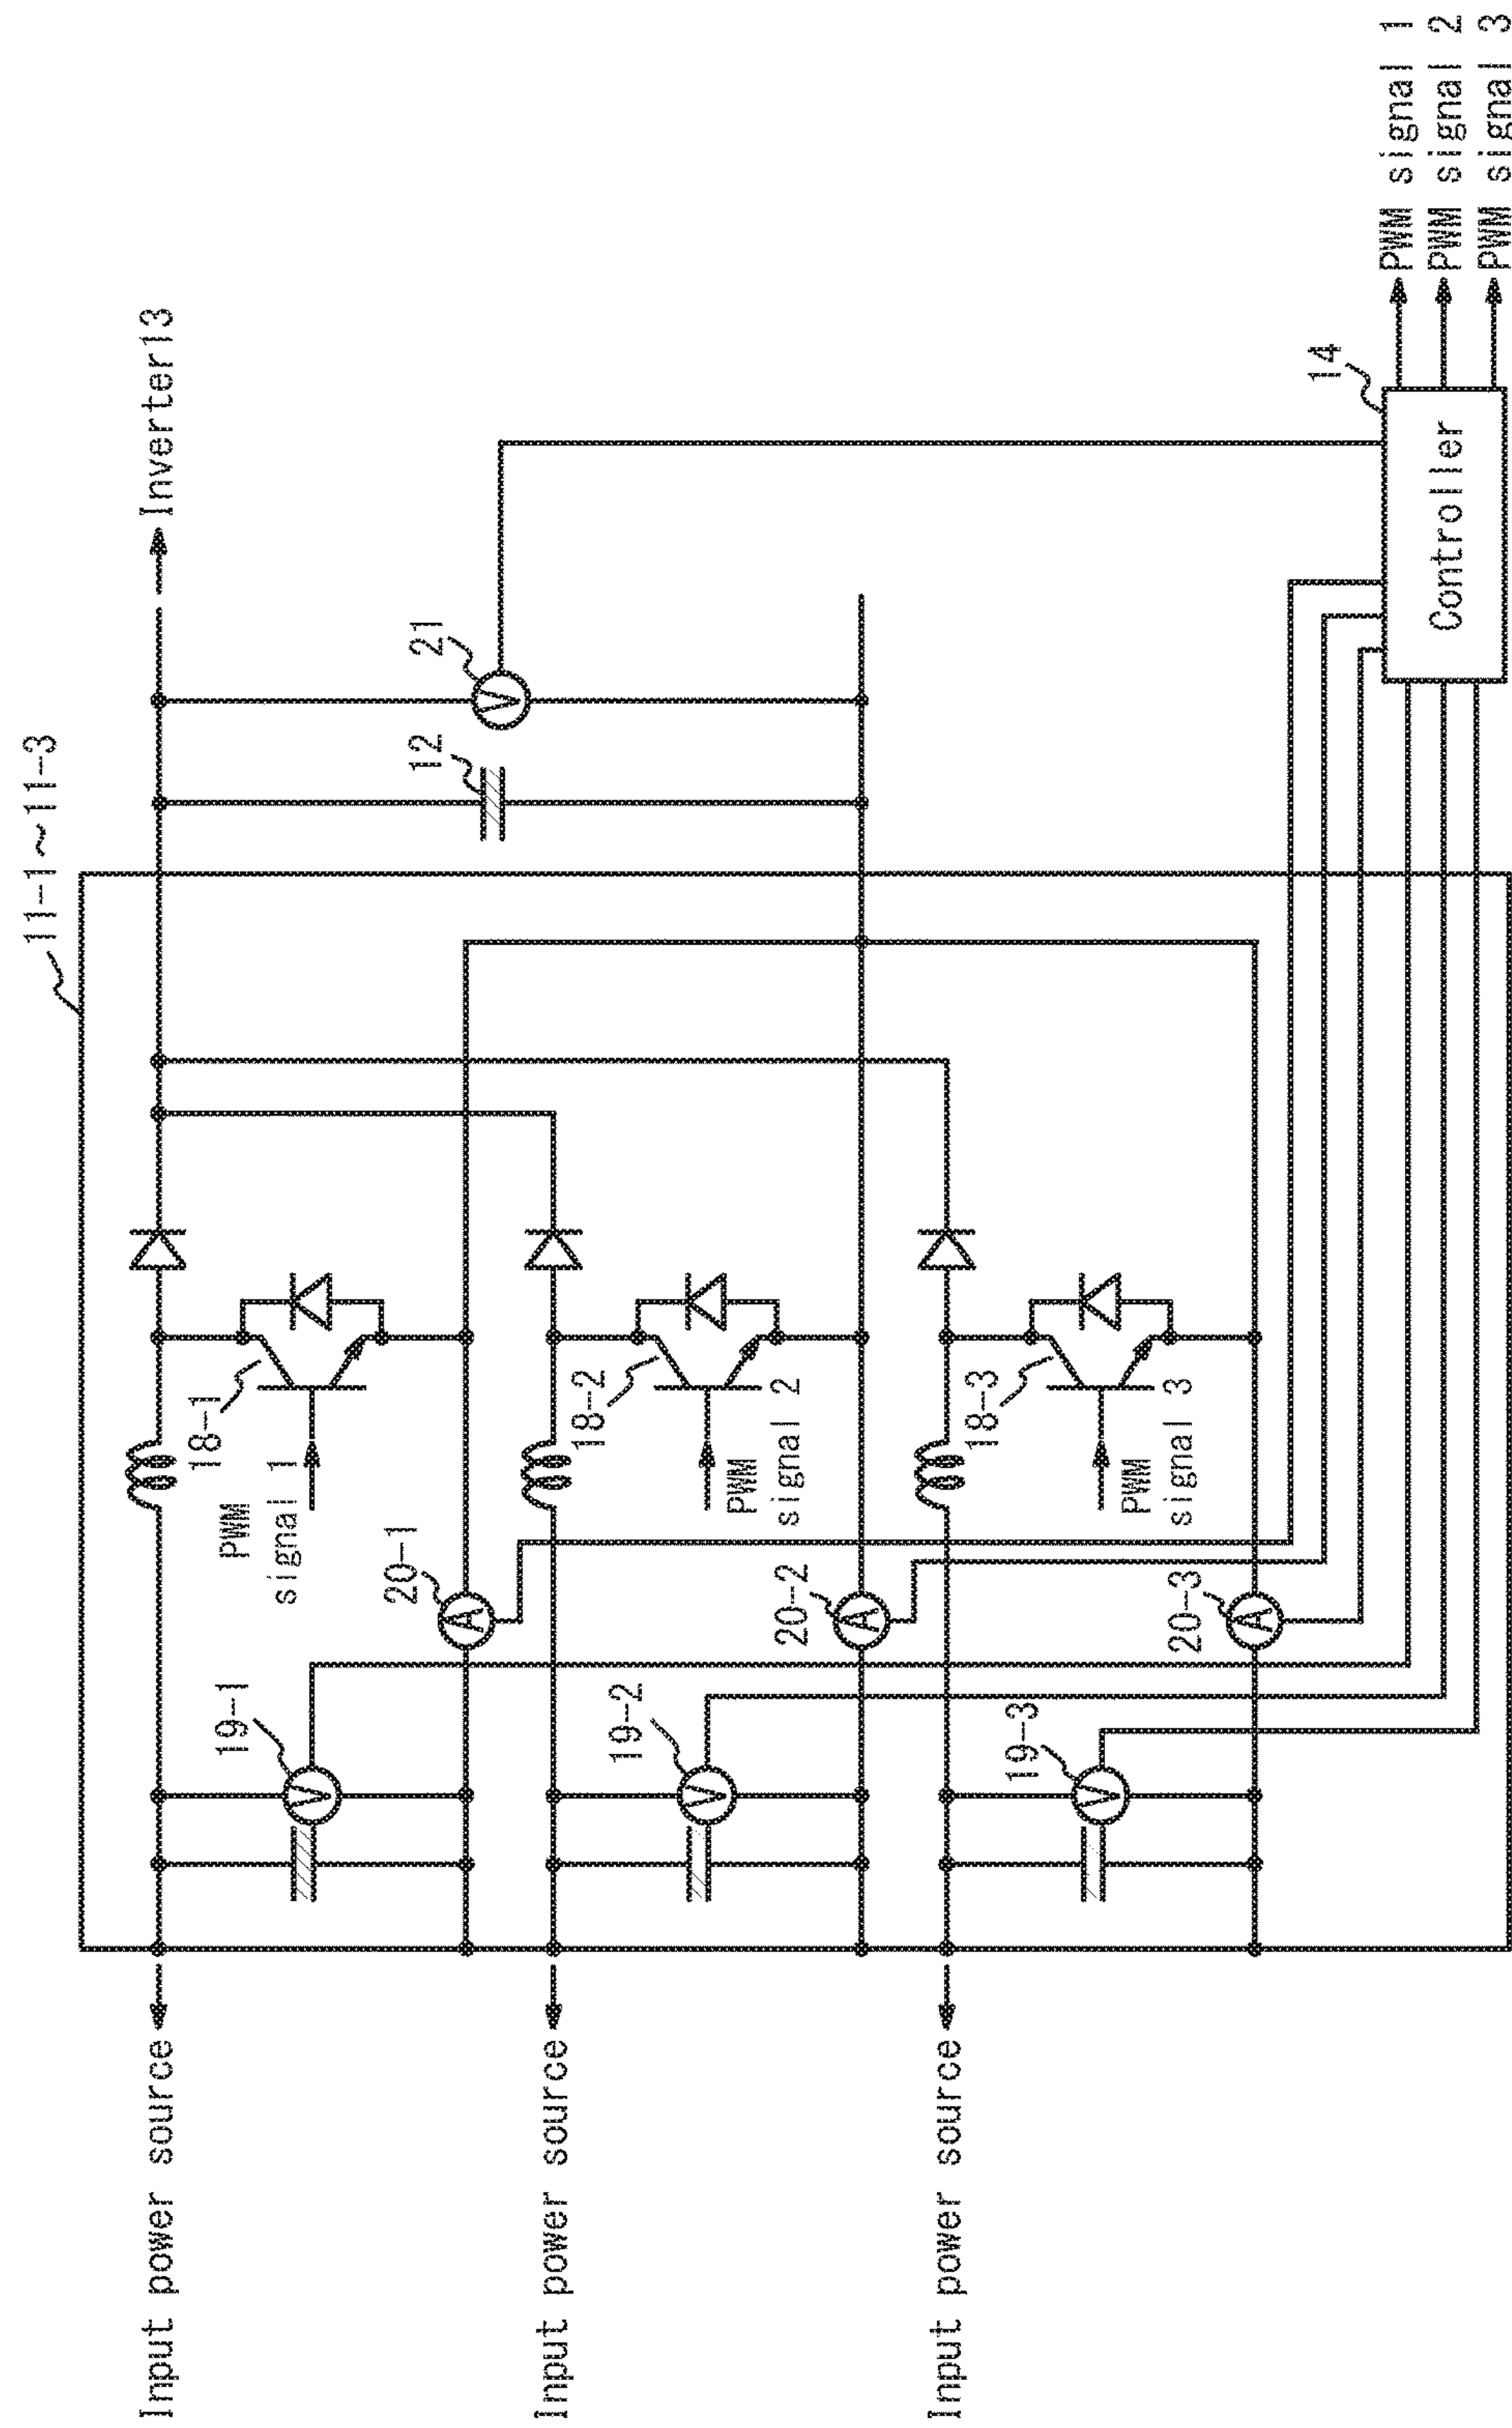 11-1~11-3
Input power source
Inverter13
18-1
PWM
signal 1
19-1
20-1
12
21
Input power source
18-2
PWM
signal 2
19-2
20-2
Input power source
18-3
PWM
signal 3
19-3
20-3
V
A
V
A
V
A
V
14
Controller
PWM signal 1
PWM signal 2
PWM signal 3